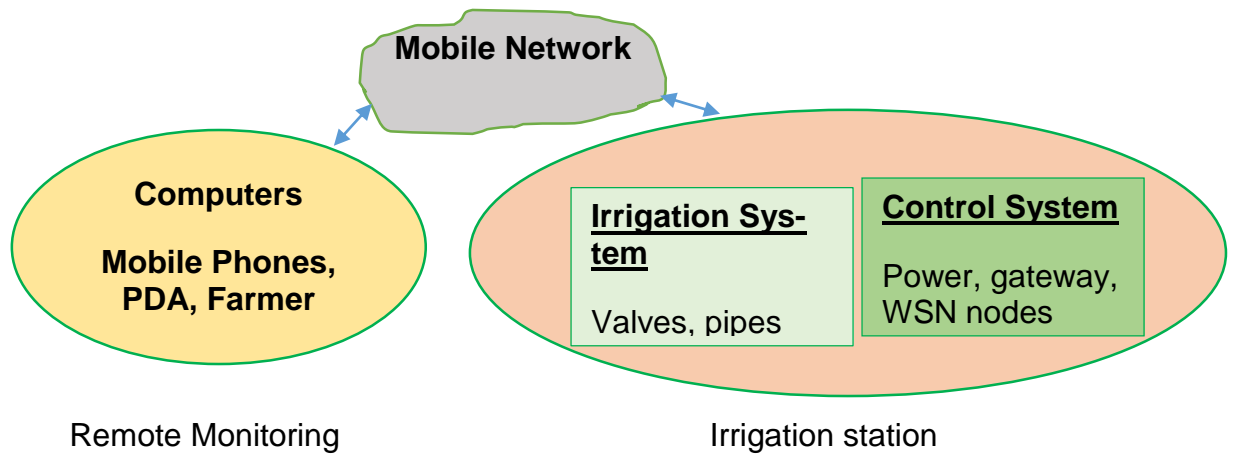 Mobile Network
Computers
Mobile Phones,
PDA, Farmer
Irrigation Sys-
tem
Valves, pipes
Control System
Power, gateway,
WSN nodes
Remote Monitoring
Irrigation station